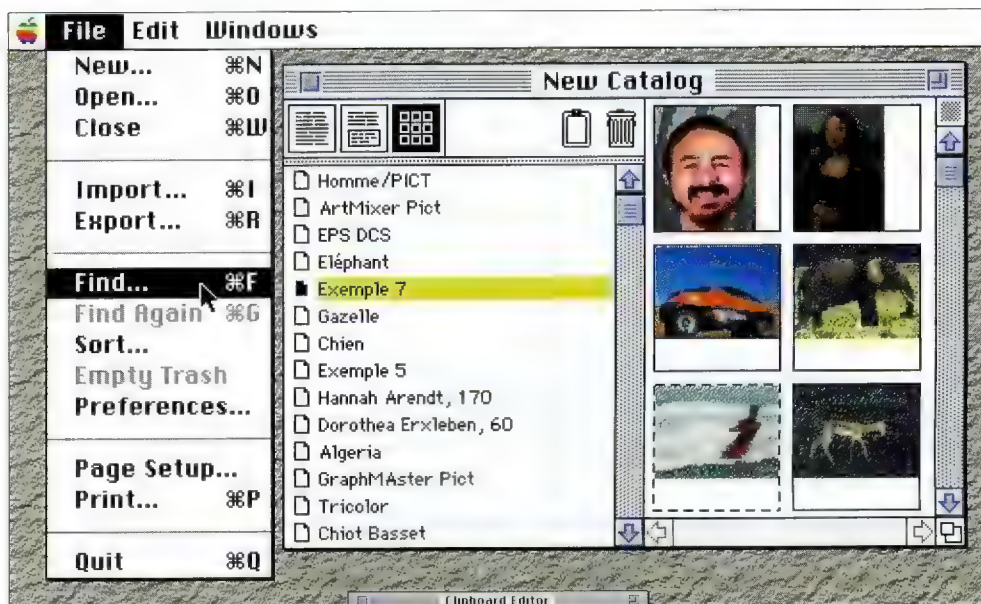 File Edit Windows
New... ⌘N
Open... ⌘O
Close ⌘W
Import... ⌘I
Export... ⌘R
Find... ⌘F
Find Again ⌘G
Sort...
Empty Trash
Preferences...
Page Setup...
Print... ⌘P
Quit ⌘Q
New Catalog
Homme/PICT
ArtMixer Pict
EPS DCS
Eléphant
Exemple 7
Gazelle
Chien
Exemple 5
Hannah Arendt, 170
Dorothea Erxleben, 60
Algeria
GraphMAster Pict
Tricolor
Chiot Basset
Clipboard Editor